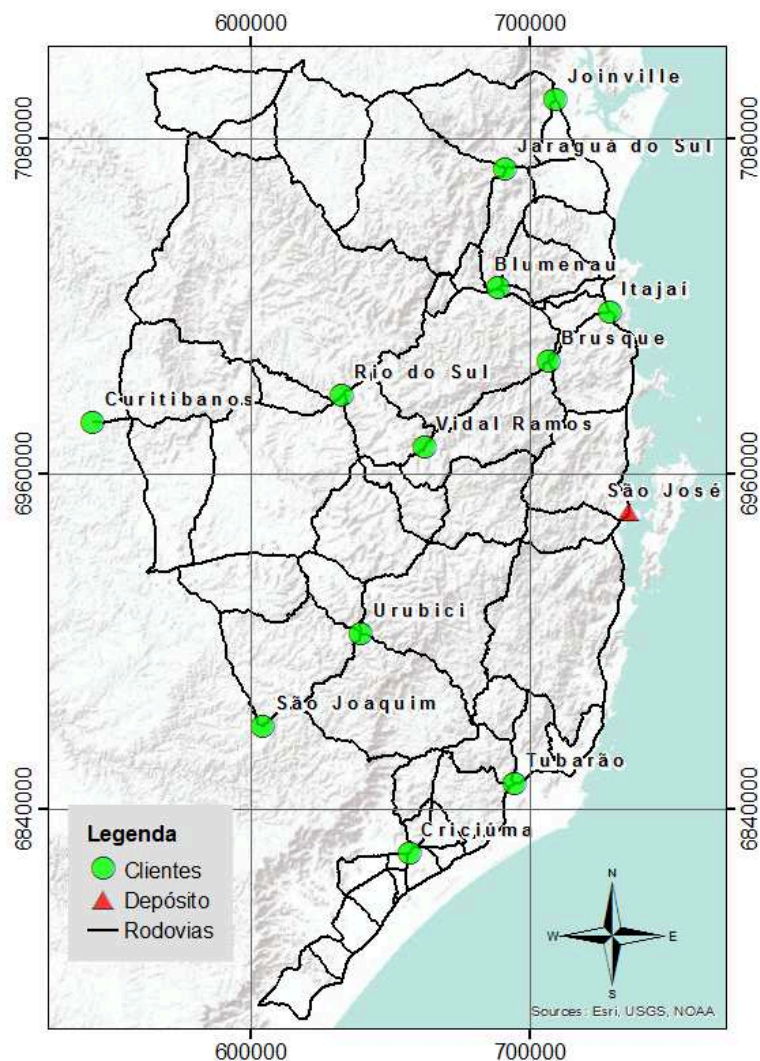 600000 700000
Joinville
7080000 7080000
Jaraguá do Sul
Blumenau
Itajaí
Brusque
Rio do Sul
Curitibanos
Vidal Ramos
6960000 6960000
São José
Urubici
São Joaquim
Tubarão
6840000 6840000
Criciúma
Legenda
Clientes
Depósito
Rodovias
N
W E
S
Sources: Esri, USGS, NOAA
600000 700000